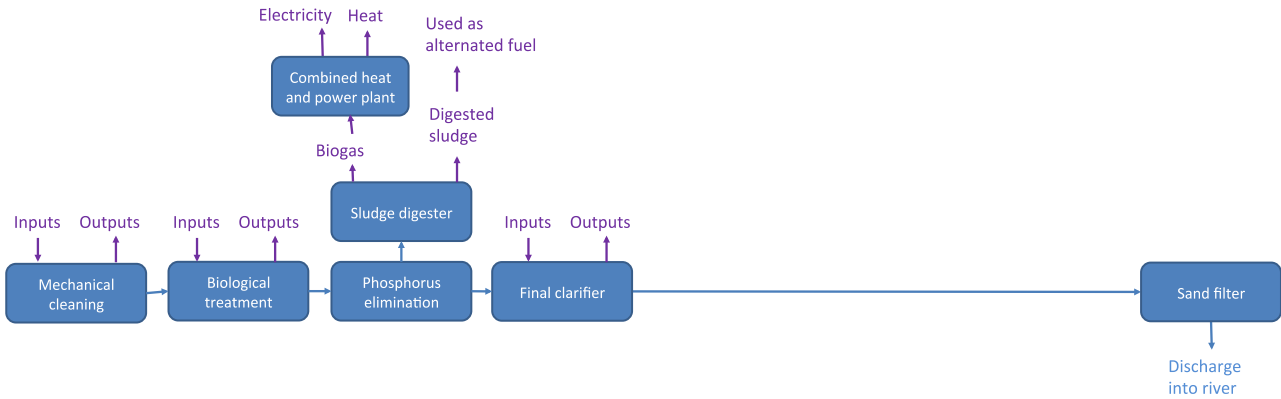 Electricity
Heat
Used as
alternated fuel
Combined heat
and power plant
Digested
sludge
Biogas
Sludge digester
Inputs
Outputs
Inputs
Outputs
Inputs
Outputs
Mechanical
cleaning
Biological
treatment
Phosphorus
elimination
Final clarifier
Sand filter
Discharge
into river